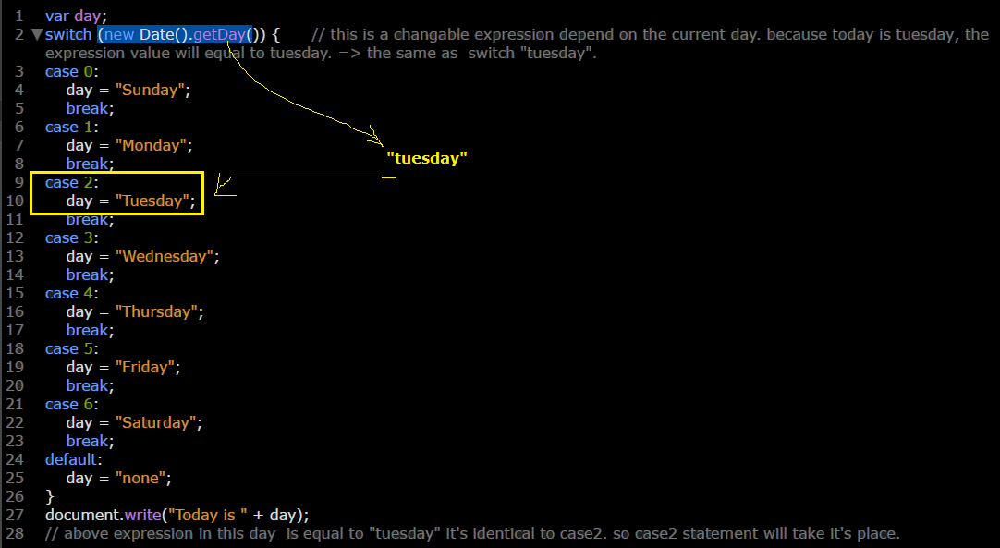 1 var day;
2 ▼switch (new Date().getDay()) { // this is a changable expression depend on the current day. because today is tuesday, the
expression value will equal to tuesday. => the same as switch "tuesday".
3 case 0:
4 day = "Sunday";
5 break;
6 case 1:
7 day = "Monday";
"tuesday"
8 break;
9 case 2:
10 day = "Tuesday";
11 break;
12 case 3:
13 day = "Wednesday";
14 break;
15 case 4:
16 day = "Thursday";
17 break;
18 case 5:
19 day = "Friday";
20 break;
21 case 6:
22 day = "Saturday";
23 break;
24 default:
25 day = "none";
26 }
27 document.write("Today is " + day);
28 // above expression in this day is equal to "tuesday" it's identical to case2. so case2 statement will take it's place.